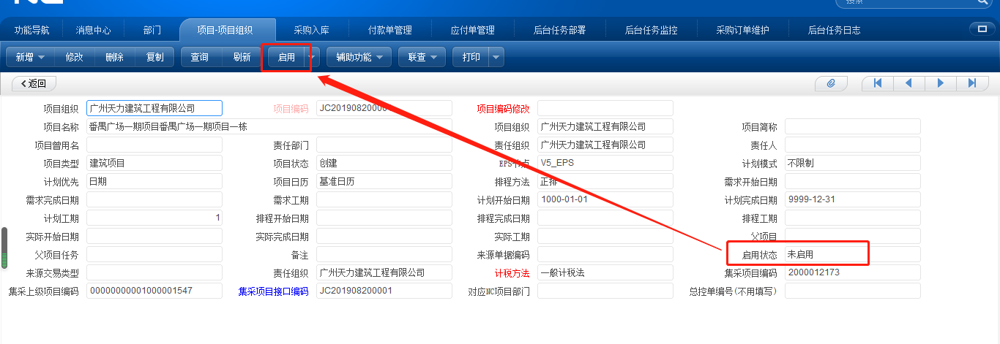 搜索
功能导航 消息中心 部门 项目-项目组织 采购入库 付款单管理 应付单管理 后台任务部署 后台任务监控 采购订单维护 后台任务日志
新增 修改 删除 复制 查询 刷新 启用 辅助功能 联查 打印
返回
项目组织 广州天力建筑工程有限公司 项目编码 JC201908200001 项目编码修改
项目名称 番禺广场一期项目番禺广场一期项目一栋 项目组织 广州天力建筑工程有限公司 项目简称
项目曾用名 责任部门 责任组织 广州天力建筑工程有限公司 责任人
项目类型 建筑项目 项目状态 创建 EPS节点 V5_EPS 计划模式 不限制
计划优先 日期 项目日历 基准日历 排程方法 正排 需求开始日期
需求完成日期 需求工期 计划开始日期 1000-01-01 计划完成日期 9999-12-31
计划工期 1 排程开始日期 排程完成日期 排程工期
实际开始日期 实际完成日期 实际工期 父项目
父项目任务 备注 来源单据编码 启用状态 未启用
来源交易类型 责任组织 广州天力建筑工程有限公司 计税方法 一般计税法 集采项目编码 2000012173
集采上级项目编码 00000000001000001547 集采项目接口编码 JC201908200001 对应NC项目部门 总控单编号(不用填写)